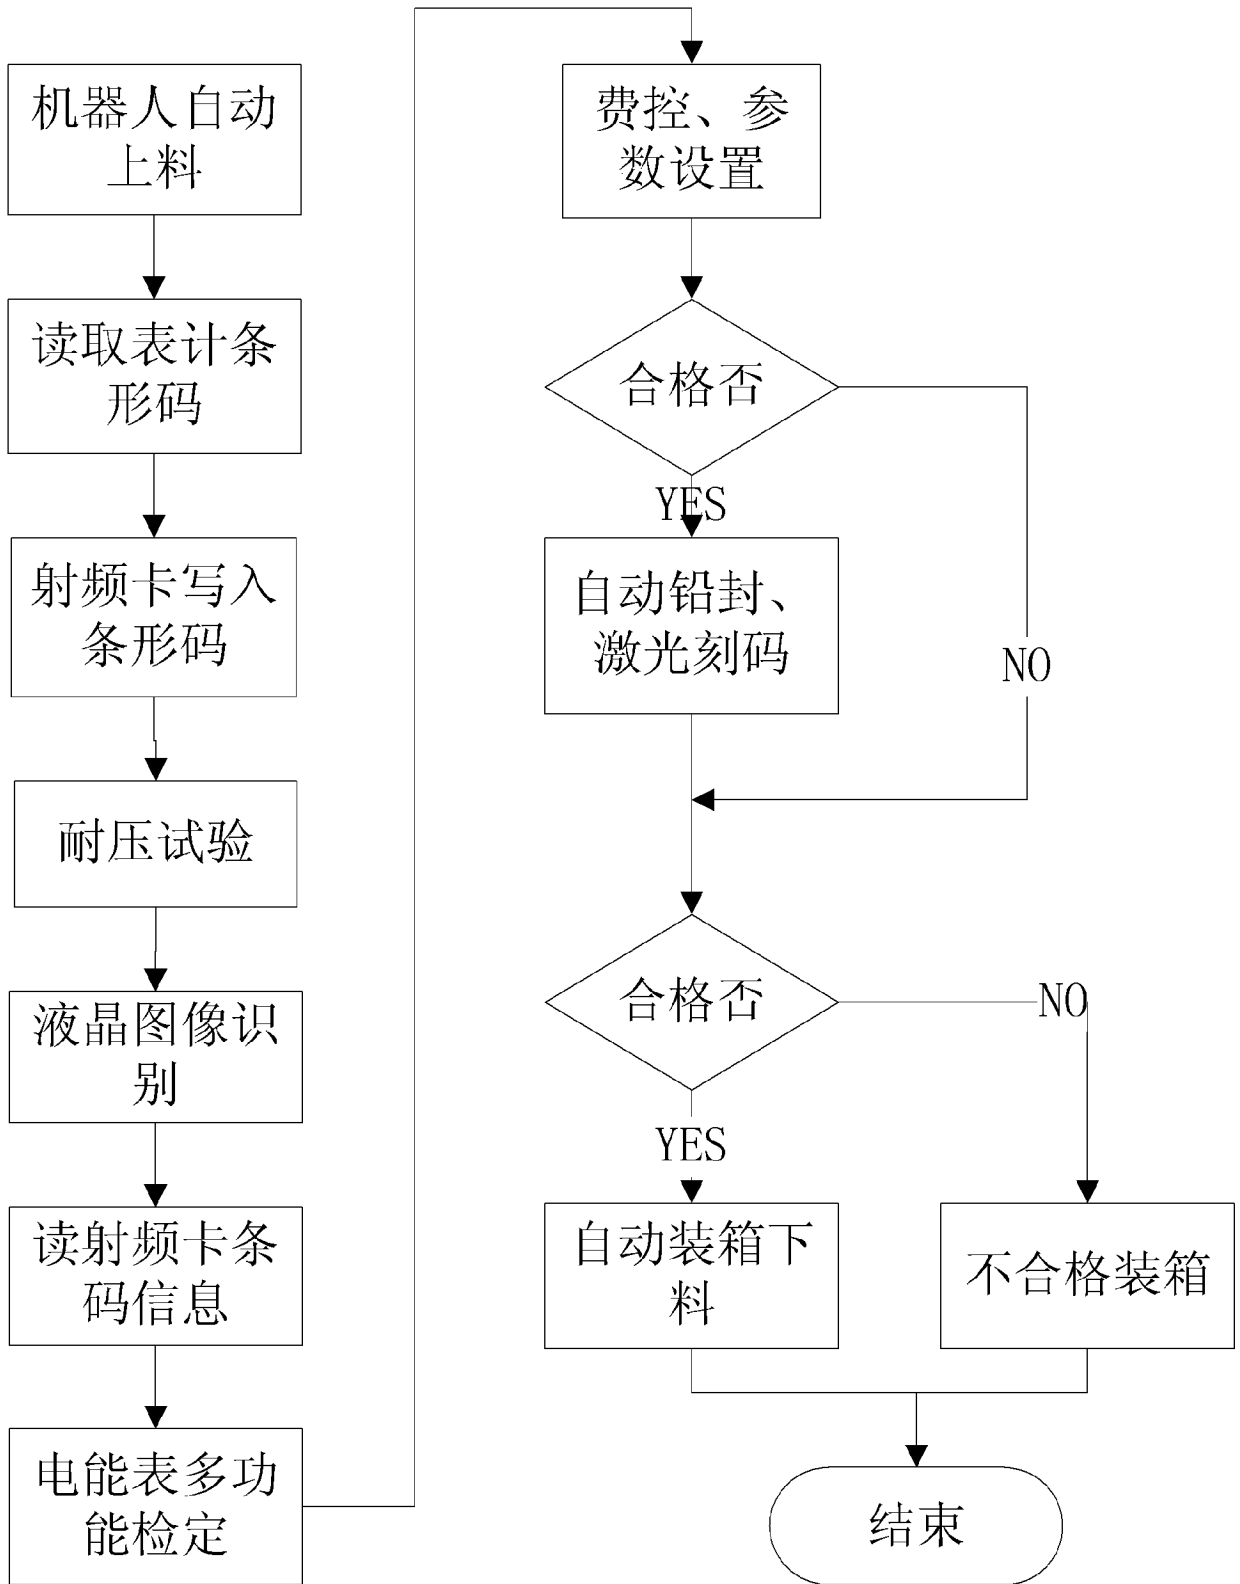 机器人自动
上料
读取表计条
形码
射频卡写入
条形码
耐压试验
液晶图像识
别
读射频卡条
码信息
电能表多功
能检定
费控、参
数设置
合格否
YES
NO
自动铅封、
激光刻码
合格否
YES
NO
自动装箱下
料
不合格装箱
结束